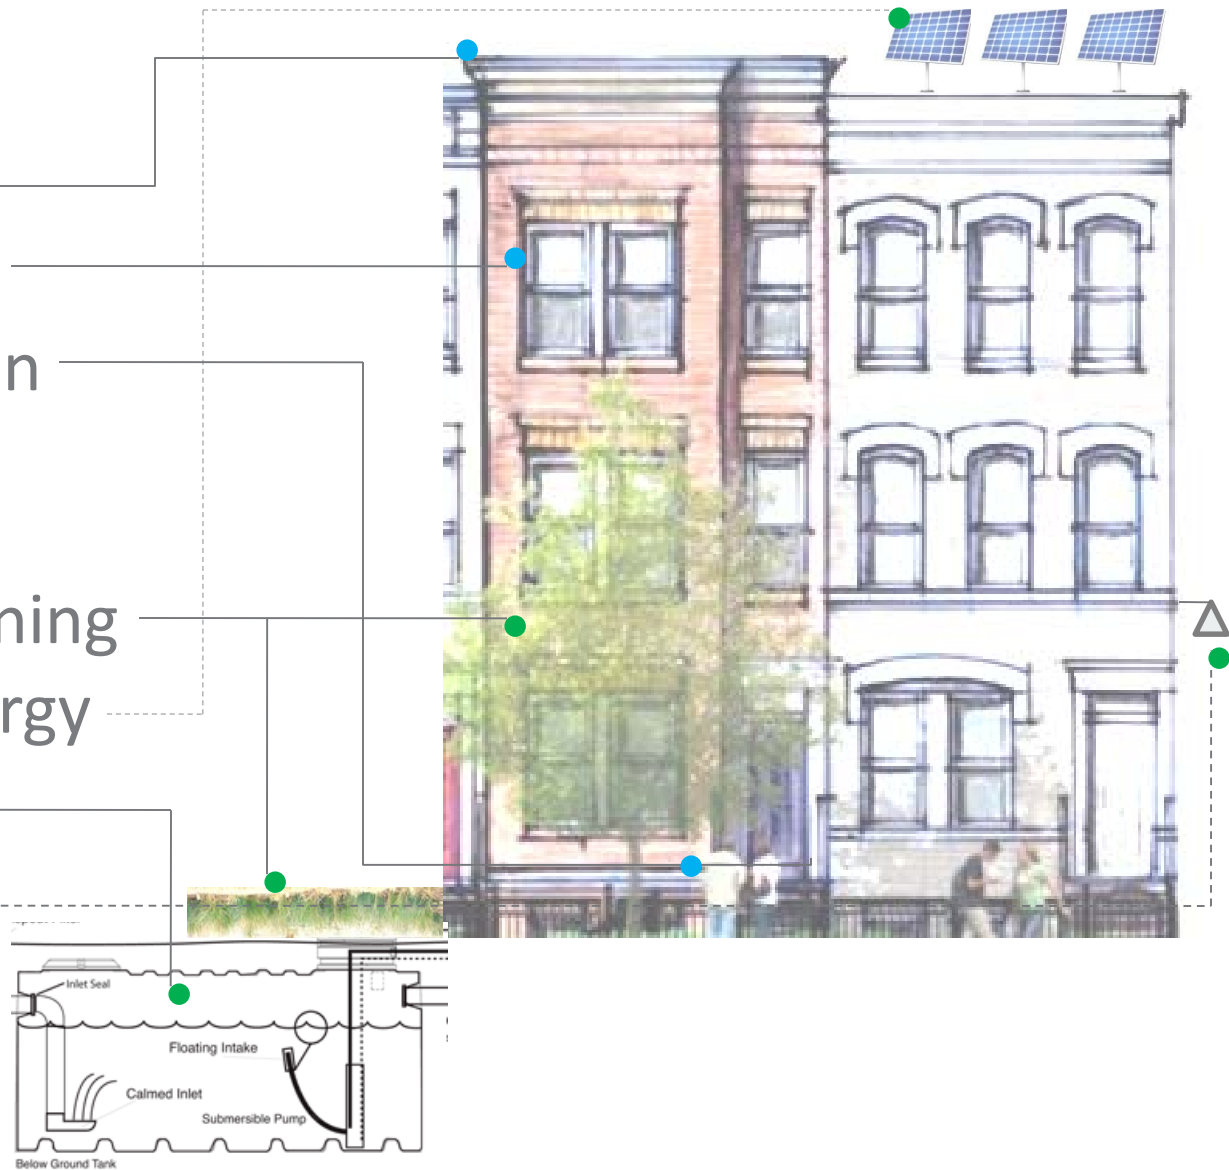 n
ning
rgy
Inlet Seal
Floating Intake
Calmed Inlet
Submersible Pump
Below Ground Tank